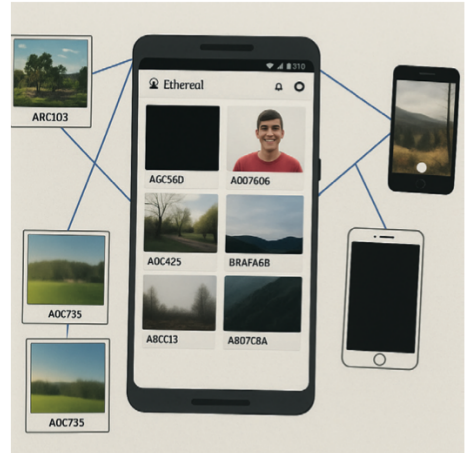 310
Ethereal
ARC103
AGC56D
A007606
A0C425
BRAFA6B
A0C735
A8CC13
A807C8A
A0C735